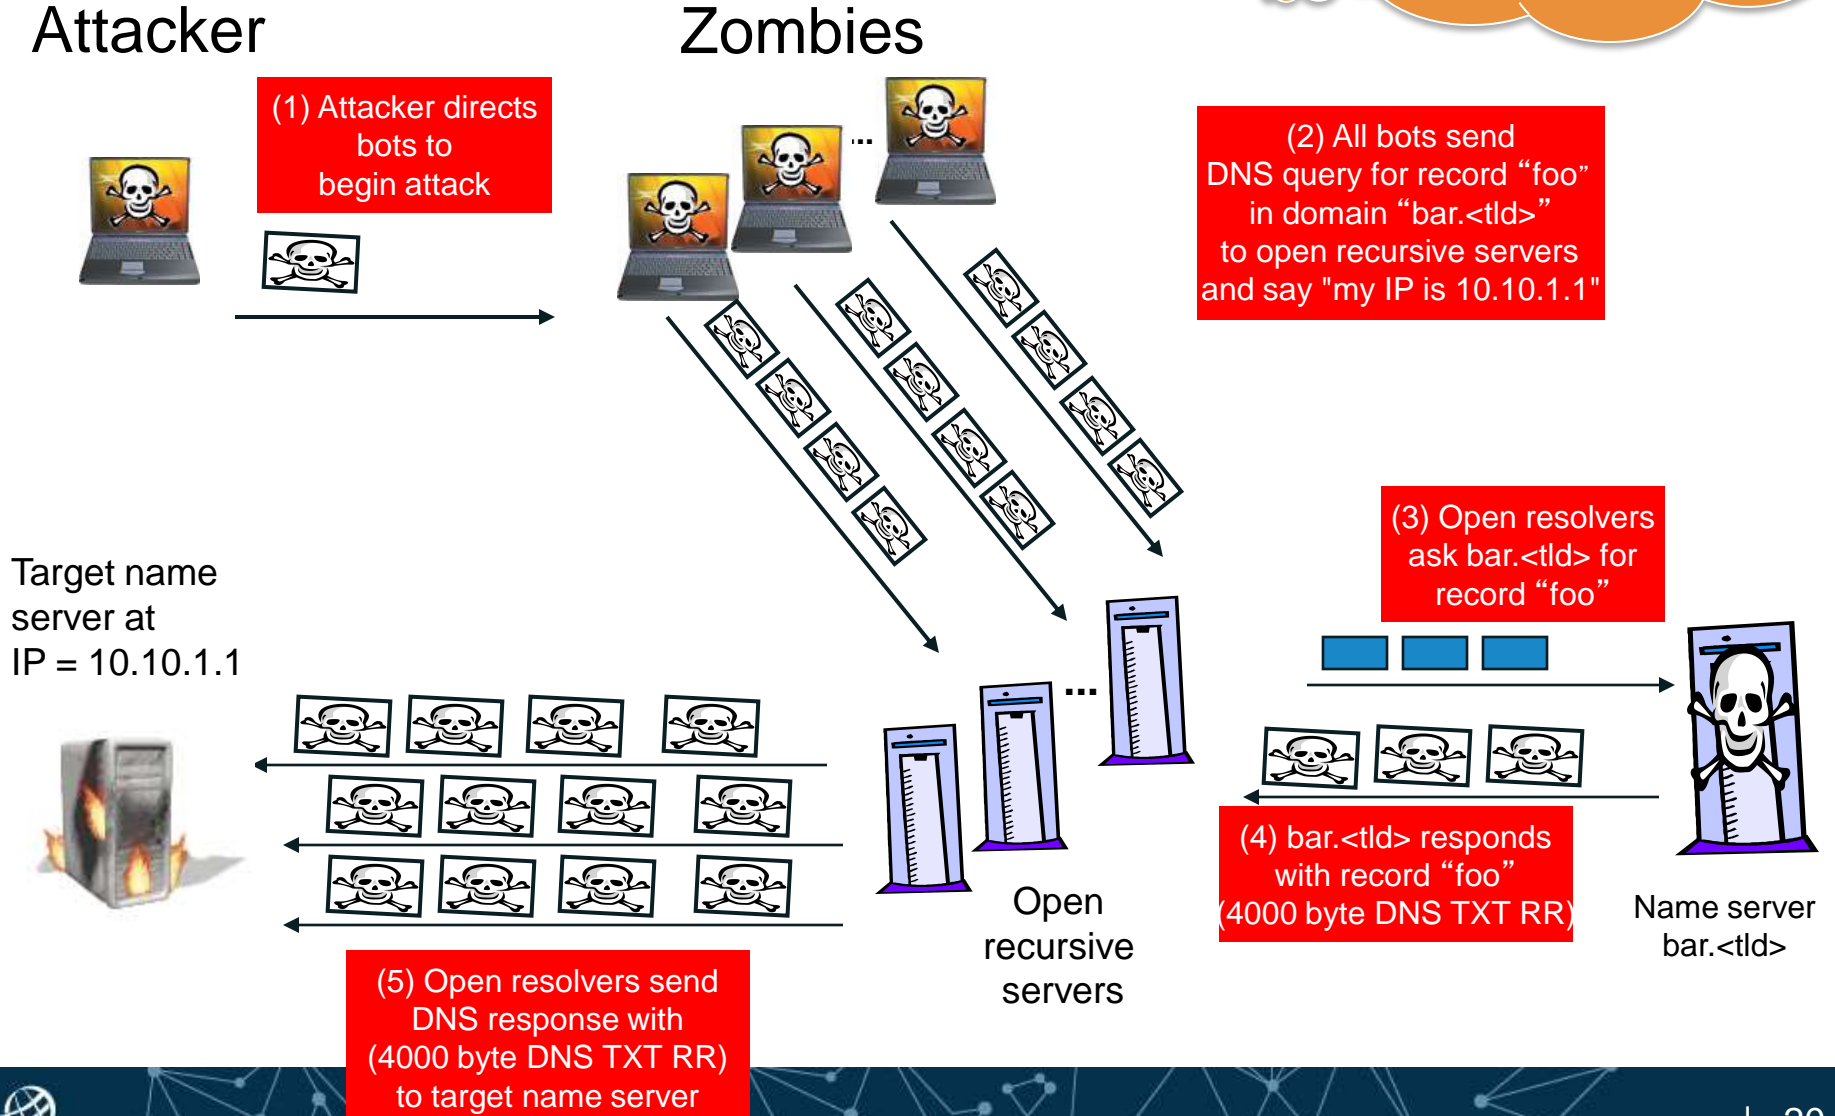 Attacker
Zombies
(1) Attacker directs
bots to
begin attack
...
(2) All bots send
DNS query for record “foo”
in domain “bar.<tld>”
to open recursive servers
and say "my IP is 10.10.1.1"
(3) Open resolvers
ask bar.<tld> for
record “foo”
Target name
server at
IP = 10.10.1.1
...
(4) bar.<tld> responds
with record “foo”
(4000 byte DNS TXT RR)
Open
recursive
servers
Name server
bar.<tld>
(5) Open resolvers send
DNS response with
(4000 byte DNS TXT RR)
to target name server